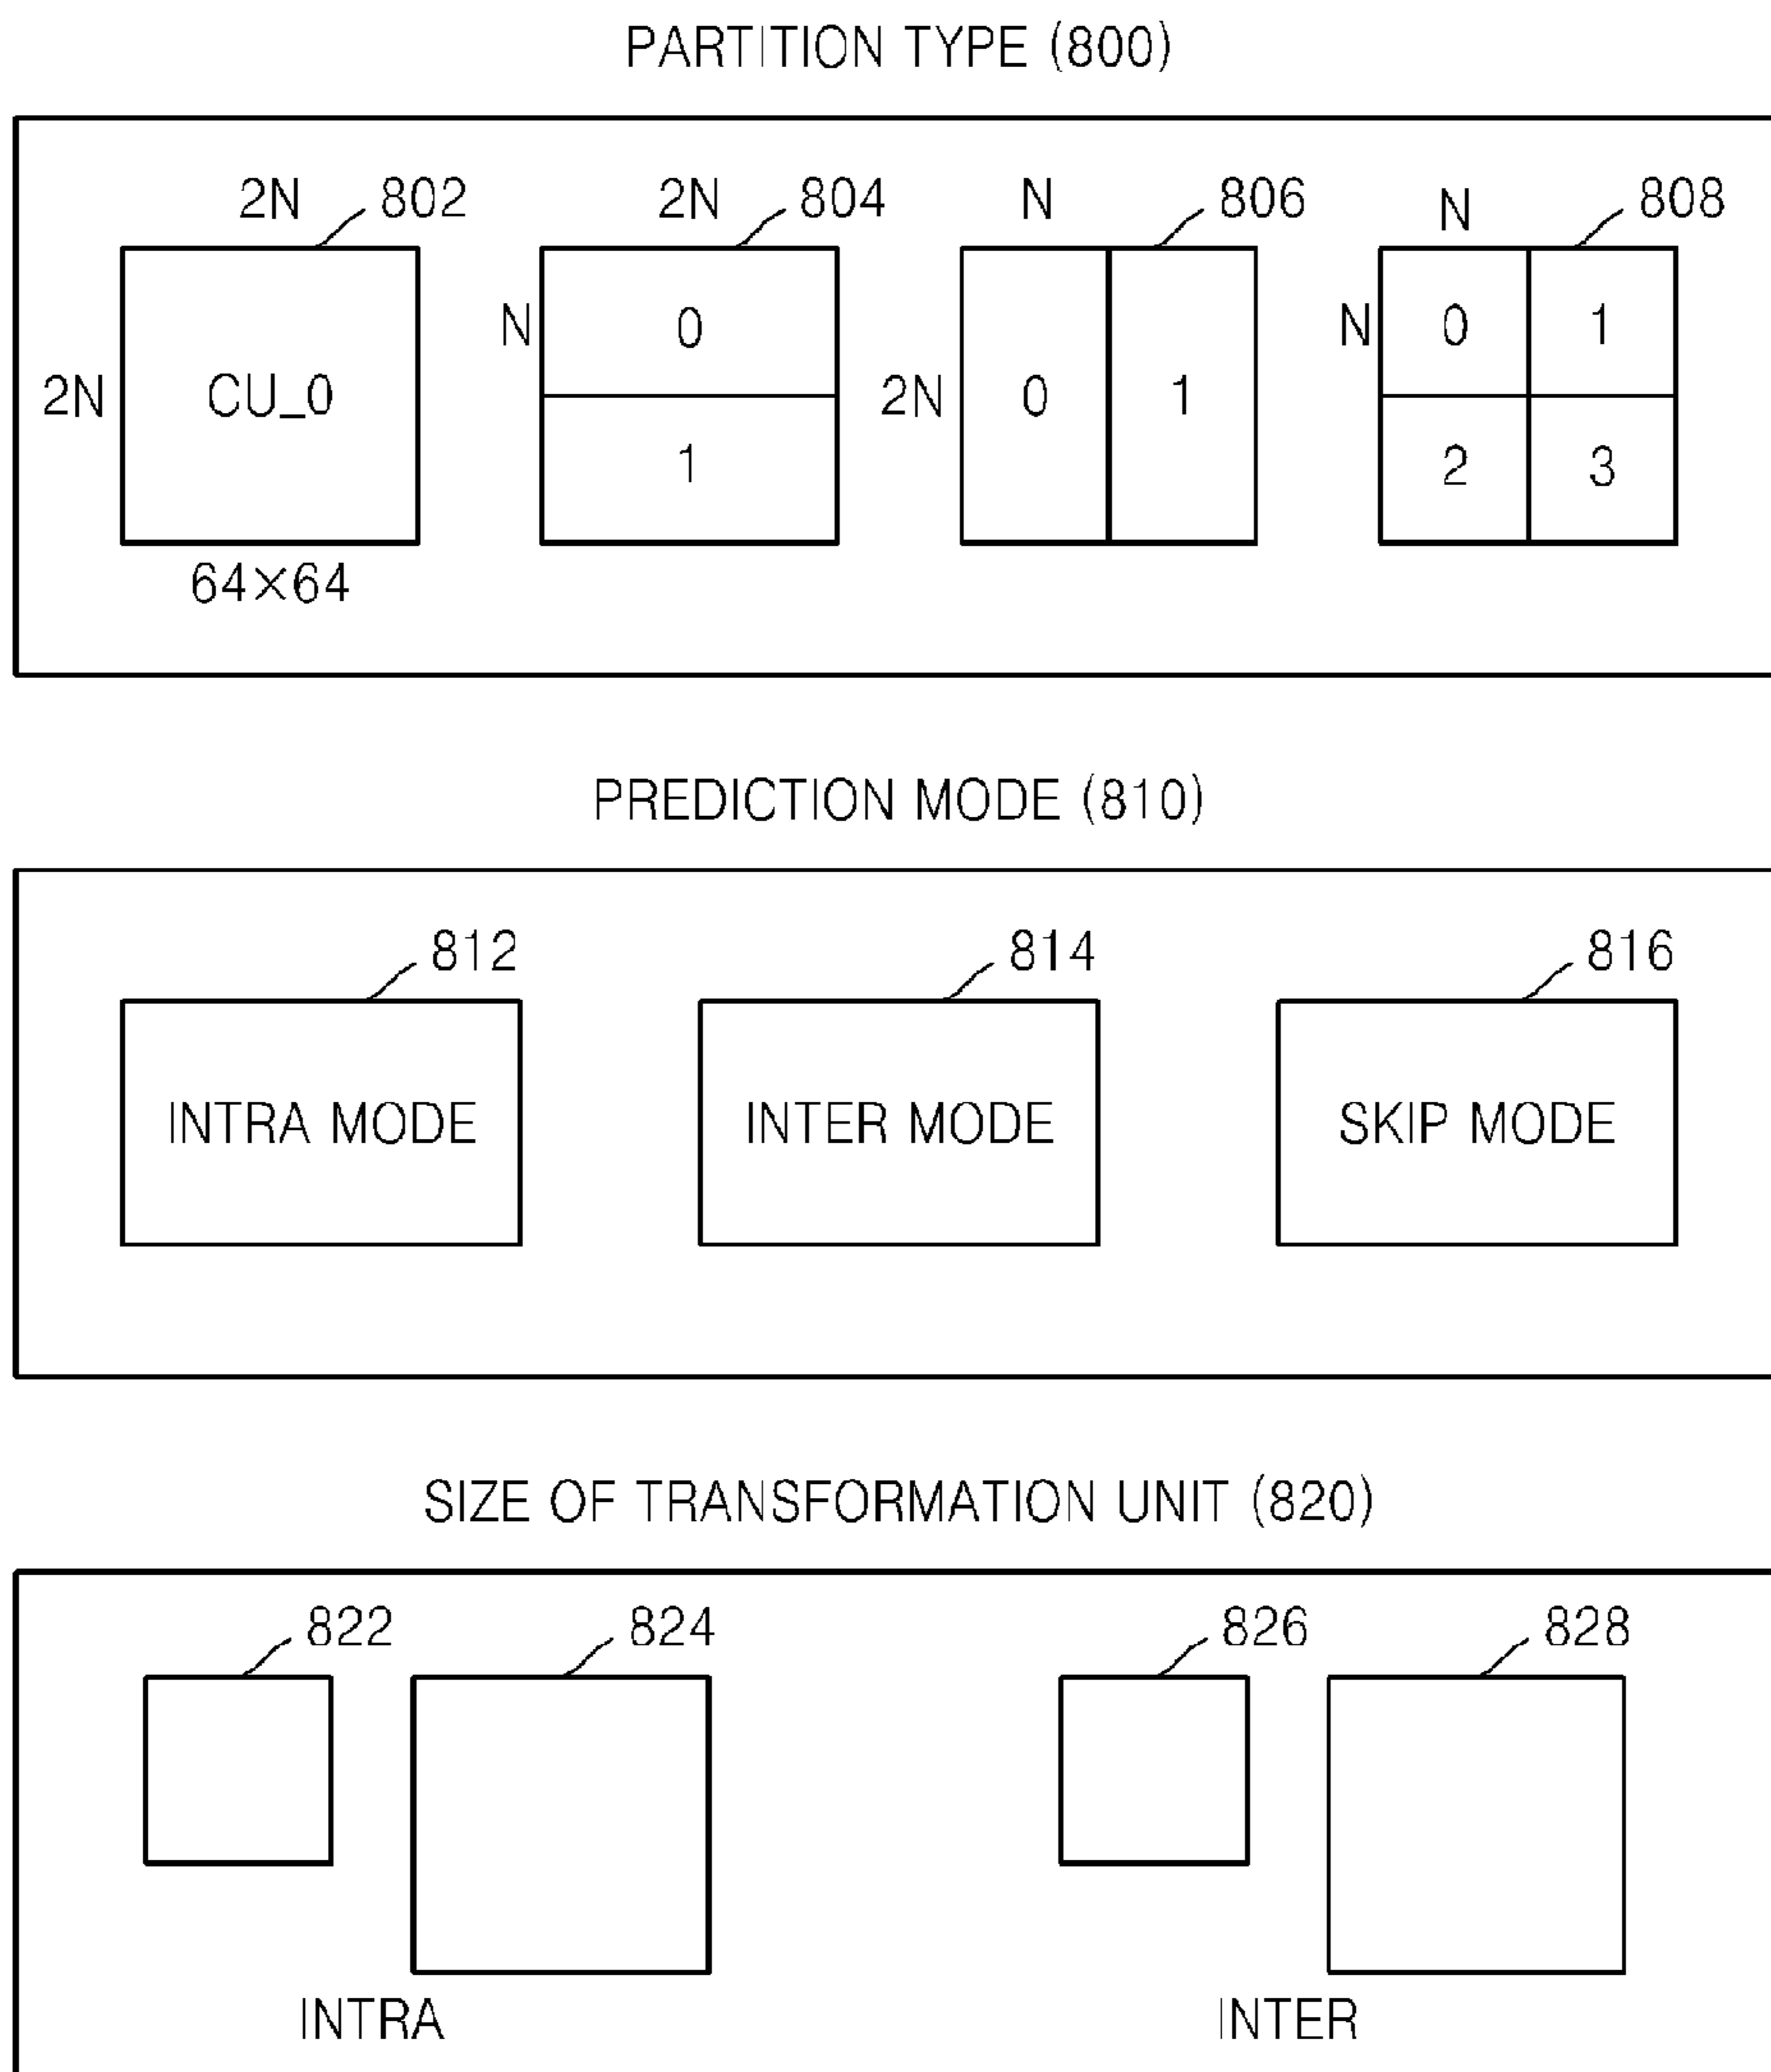 PARTITION TYPE (800)
2N 802 2N 804 N 806 N 808
N 0 N 0 1
2N CU_0 2N 0 1
1 2 3
64×64
PREDICTION MODE (810)
812 814 816
INTRA MODE INTER MODE SKIP MODE
SIZE OF TRANSFORMATION UNIT (820)
822 824 826 828
INTRA INTER